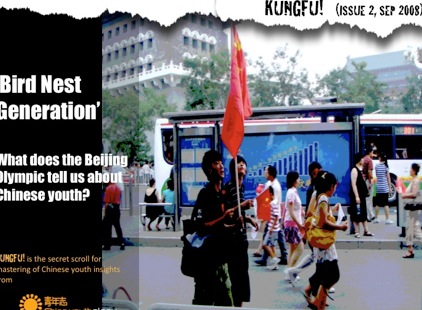 KUNGFU! (ISSUE 2, SEP 2008)
'Bird Nest
Generation'
What does the Beijing
Olympic tell us about
Chinese youth?
KUNGFU! is the secret scroll for
mastering of Chinese youth insights
from
青年志